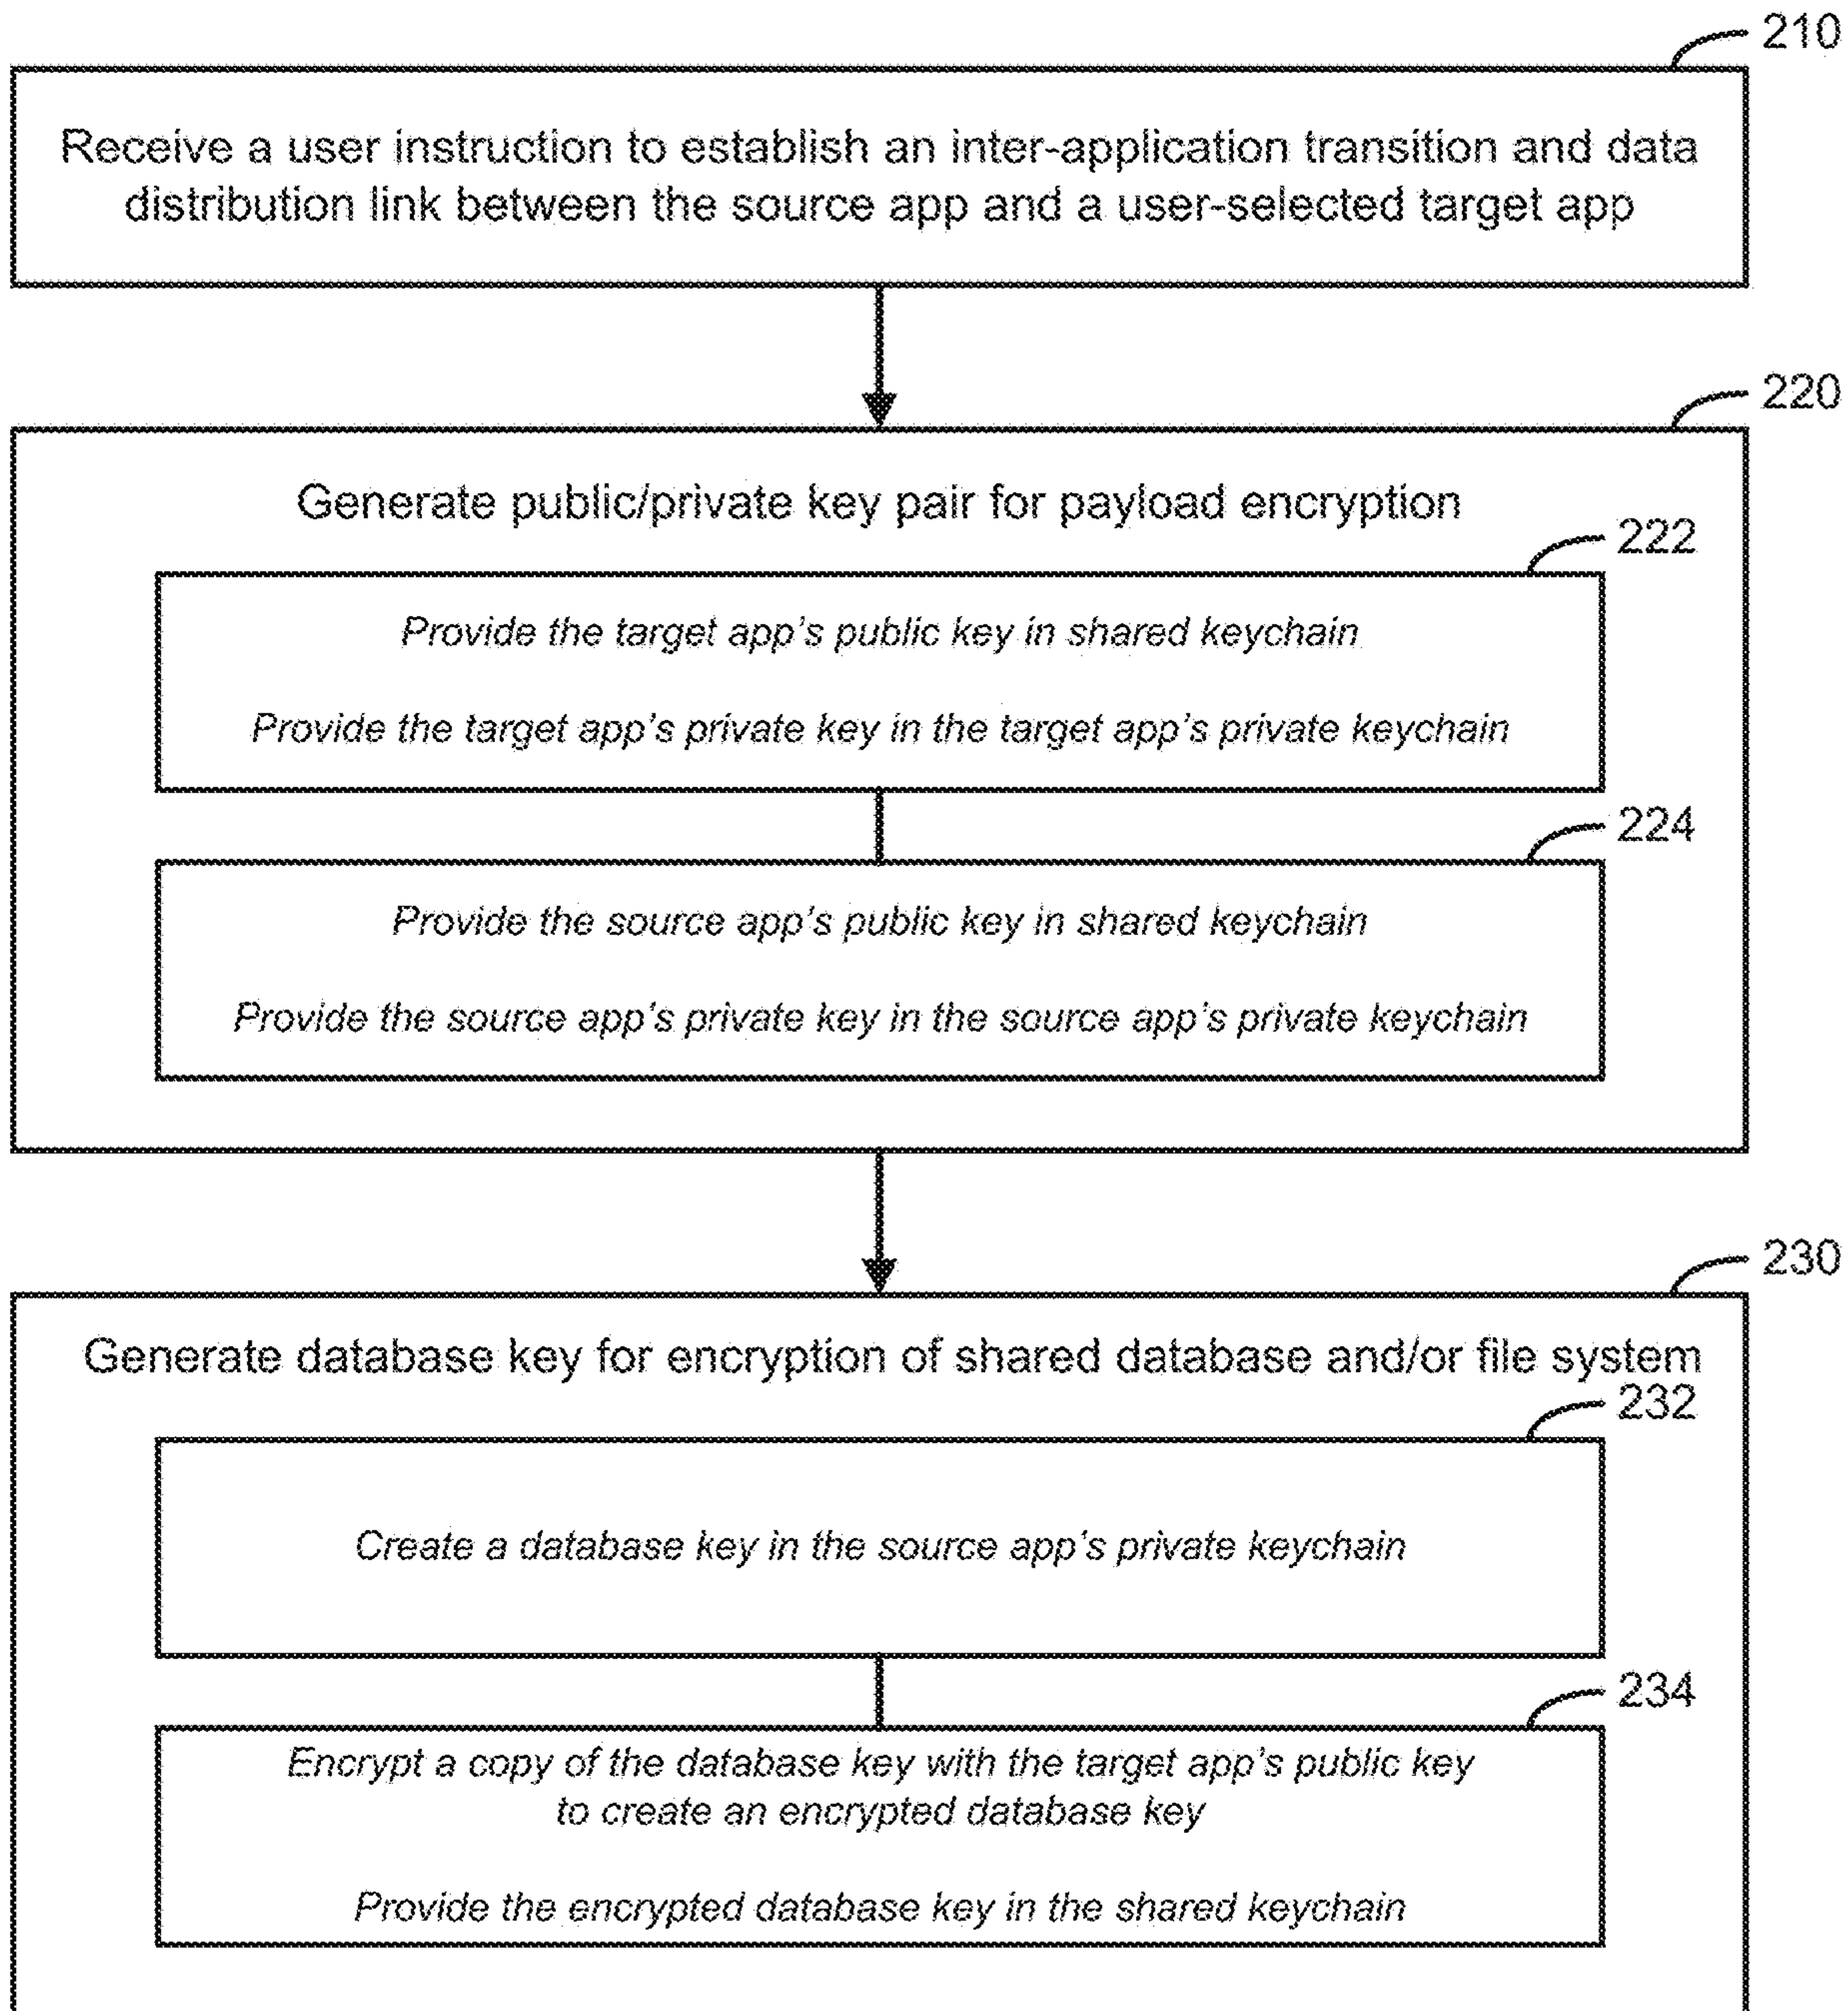 210
Receive a user instruction to establish an inter-application transition and data
distribution link between the source app and a user-selected target app
220
Generate public/private key pair for payload encryption
222
Provide the target app's public key in shared keychain
Provide the target app's private key in the target app's private keychain
224
Provide the source app's public key in shared keychain
Provide the source app's private key in the source app's private keychain
230
Generate database key for encryption of shared database and/or file system
232
Create a database key in the source app's private keychain
234
Encrypt a copy of the database key with the target app's public key
to create an encrypted database key
Provide the encrypted database key in the shared keychain